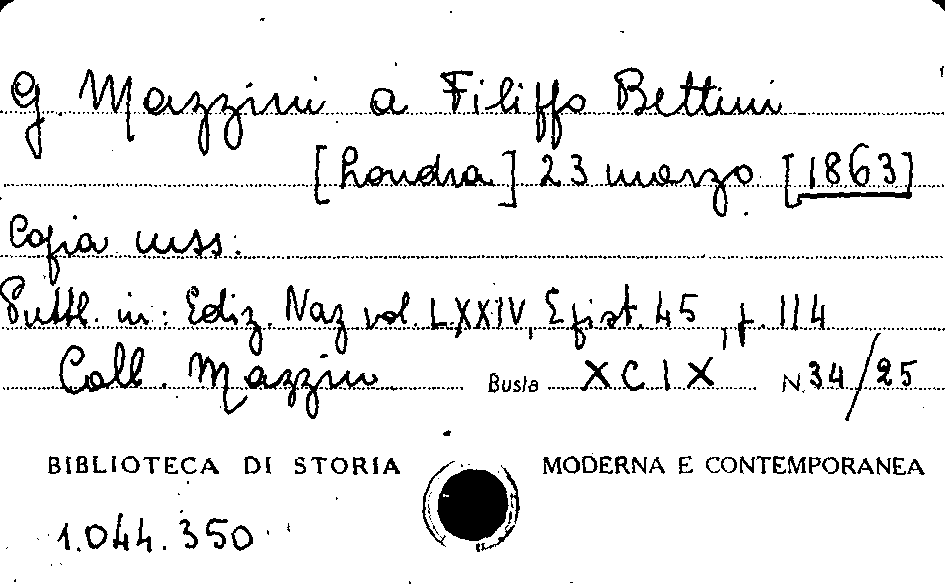 G. Mazzini a Filippo Bettini
[Londra] 23 marzo [1863]
Copia mss.
Pubbl. in: Ediz. Naz vol. LXXIV, Epist. 45, p. 114
Coll. Mazzini Busta XCIX N 34/25
BIBLIOTECA DI STORIA MODERNA E CONTEMPORANEA
1.044.350